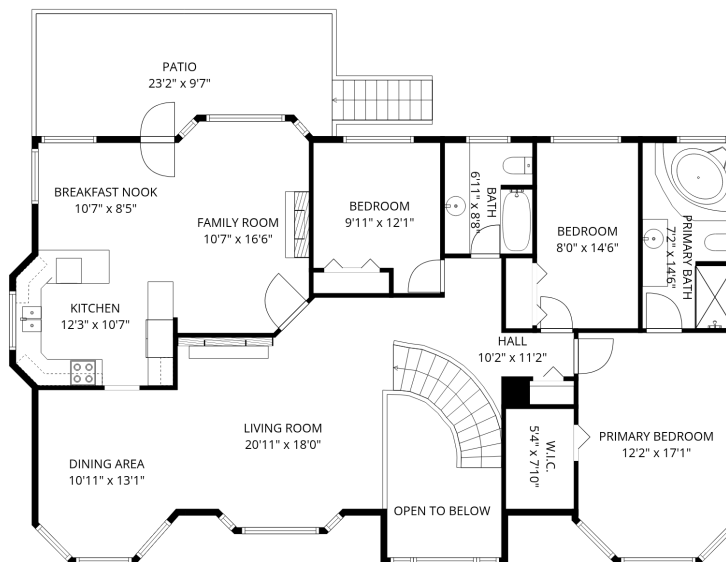 PATIO
23'2" x 9'7"
BREAKFAST NOOK
10'7" x 8'5"
FAMILY ROOM
10'7" x 16'6"
BEDROOM
9'11" x 12'1"
BATH
6'11" x 8'8"
BEDROOM
8'0" x 14'6"
PRIMARY BATH
7'2" x 14'6"
KITCHEN
12'3" x 10'7"
HALL
10'2" x 11'2"
LIVING ROOM
20'11" x 18'0"
DINING AREA
10'11" x 13'1"
W.I.C.
5'4" x 7'10"
PRIMARY BEDROOM
12'2" x 17'1"
OPEN TO BELOW